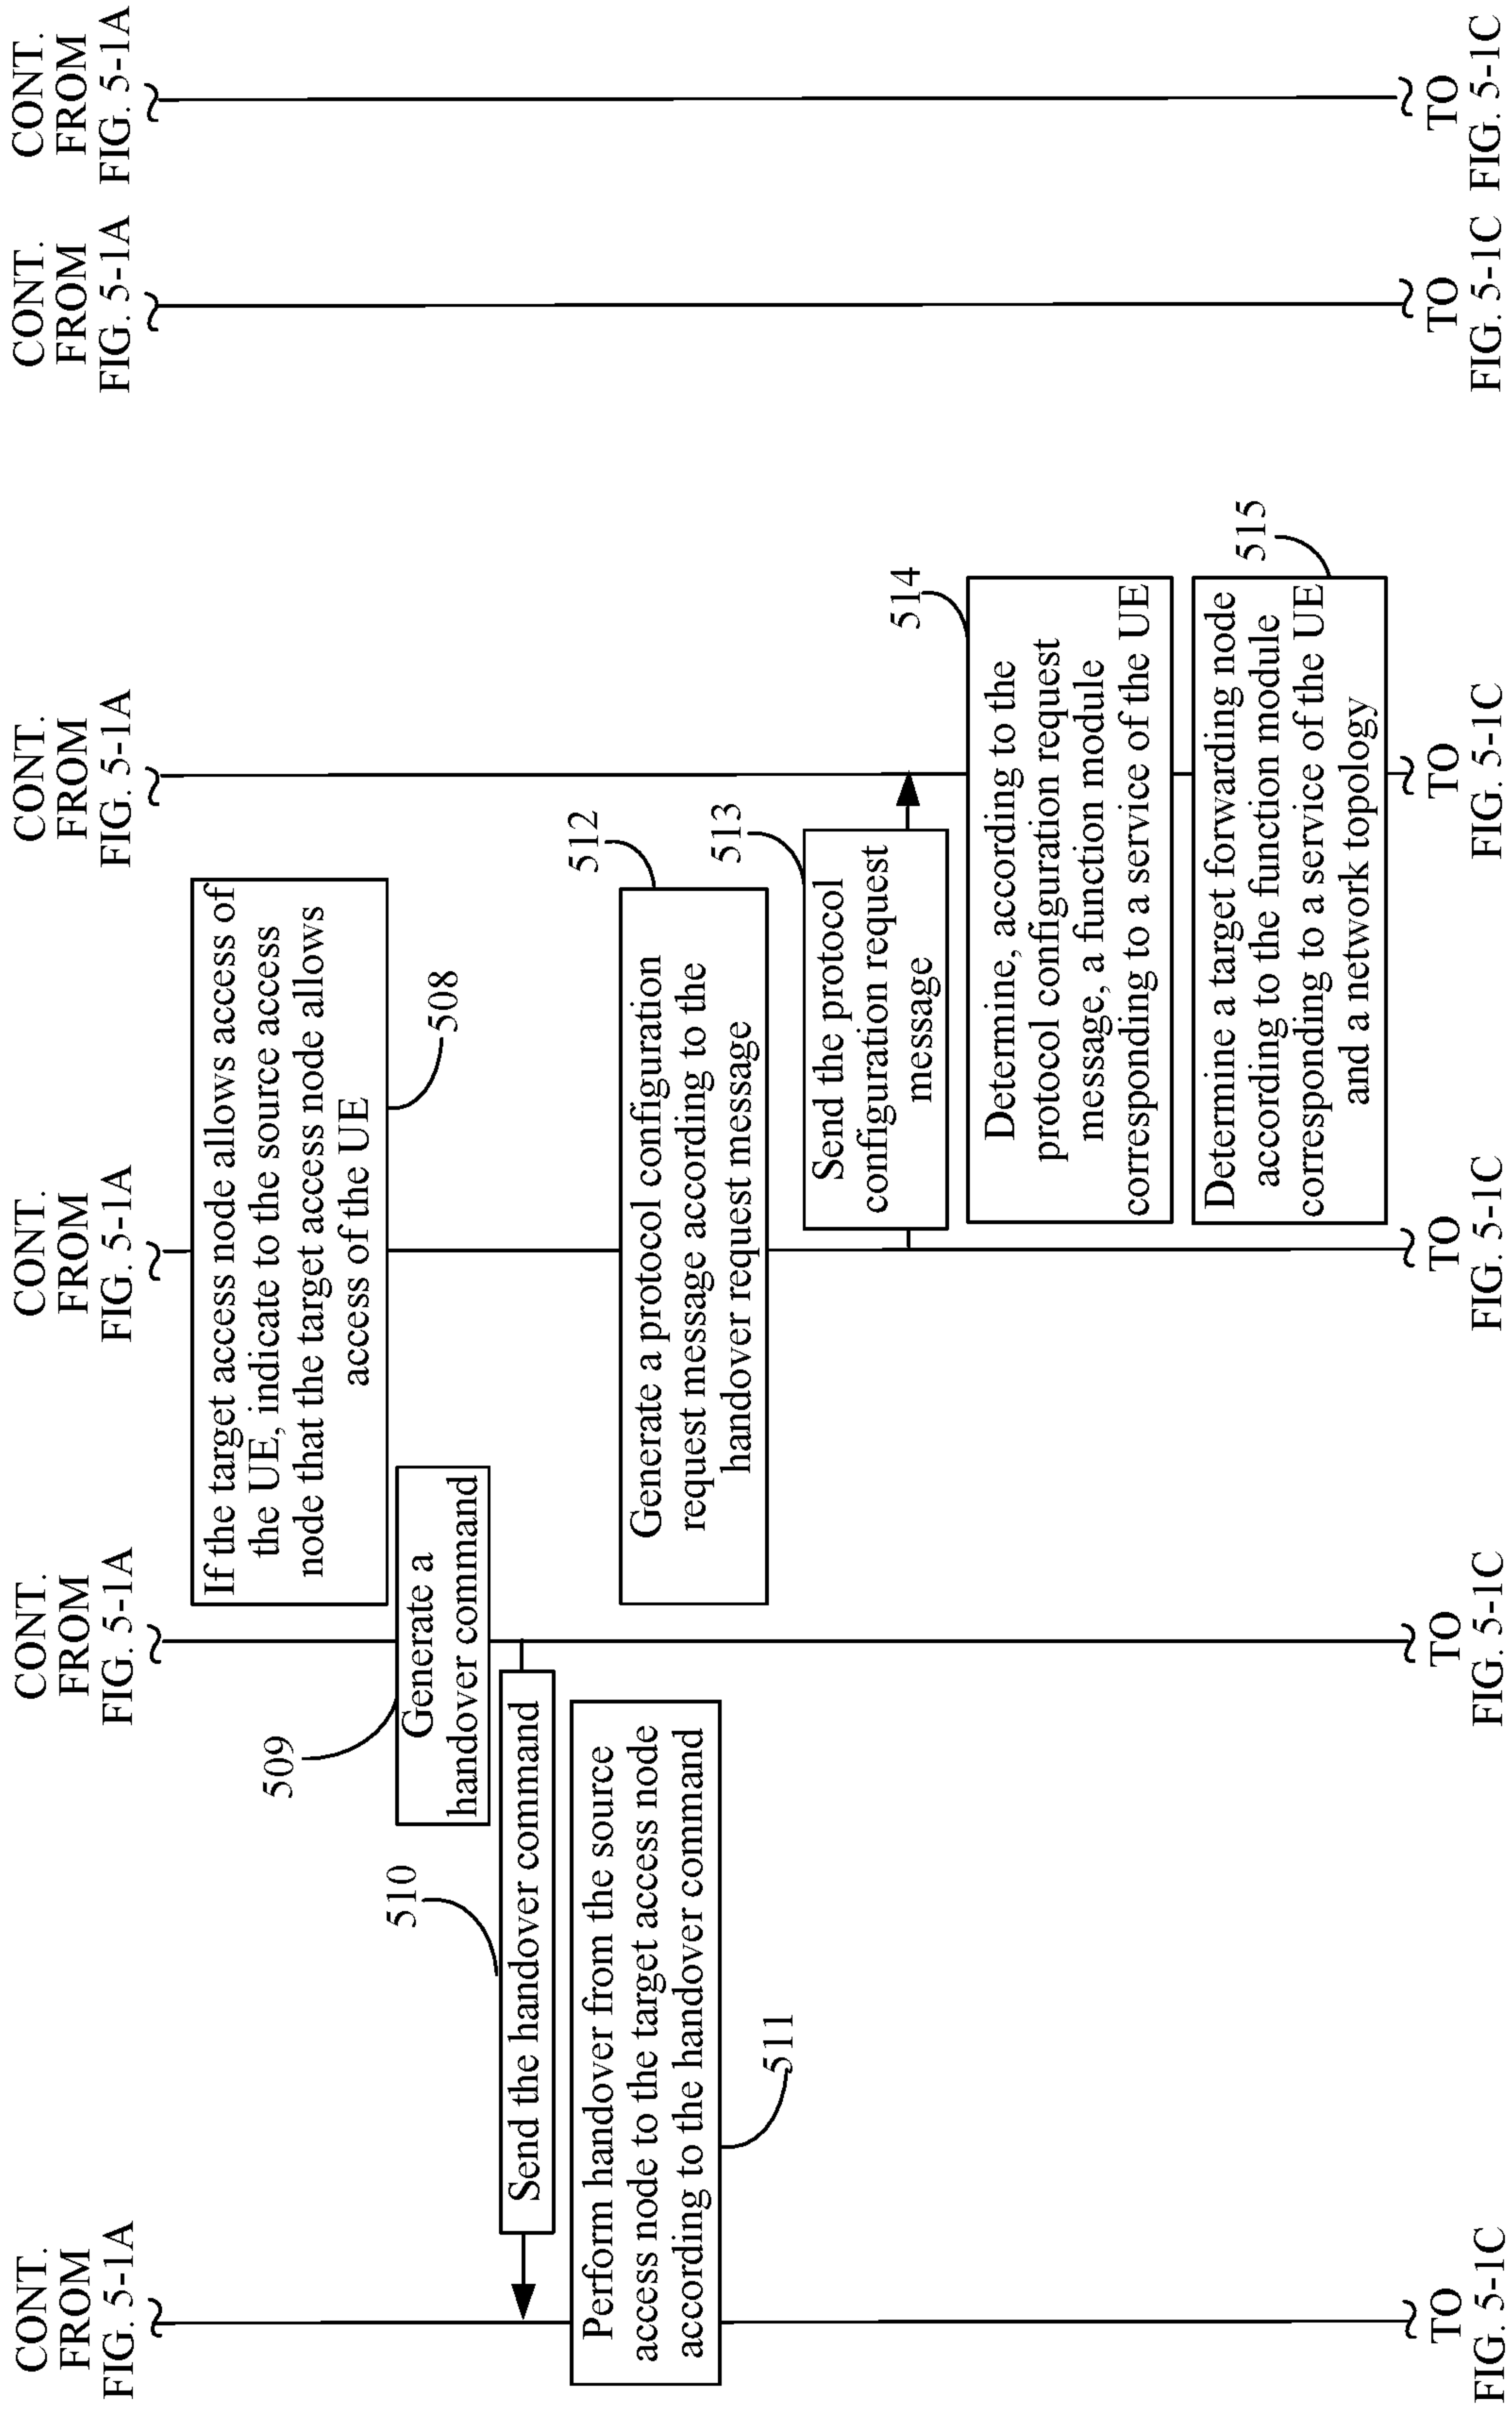 CONT.
FROM
FIG. 5-1A
CONT.
FROM
FIG. 5-1A
CONT.
FROM
FIG. 5-1A
CONT.
FROM
FIG. 5-1A
CONT.
FROM
FIG. 5-1A
CONT.
FROM
FIG. 5-1A
If the target access node allows access of
the UE, indicate to the source access
node that the target access node allows
access of the UE
508
509
Generate a
handover command
510
Send the handover command
Perform handover from the source
access node to the target access node
according to the handover command
511
512
Generate a protocol configuration
request message according to the
handover request message
513
Send the protocol
configuration request
message
514
Determine, according to the
protocol configuration request
message, a function module
corresponding to a service of the UE
515
Determine a target forwarding node
according to the function module
corresponding to a service of the UE
and a network topology
TO
FIG. 5-1C
TO
FIG. 5-1C
TO
FIG. 5-1C
TO
FIG. 5-1C
TO
FIG. 5-1C
TO
FIG. 5-1C